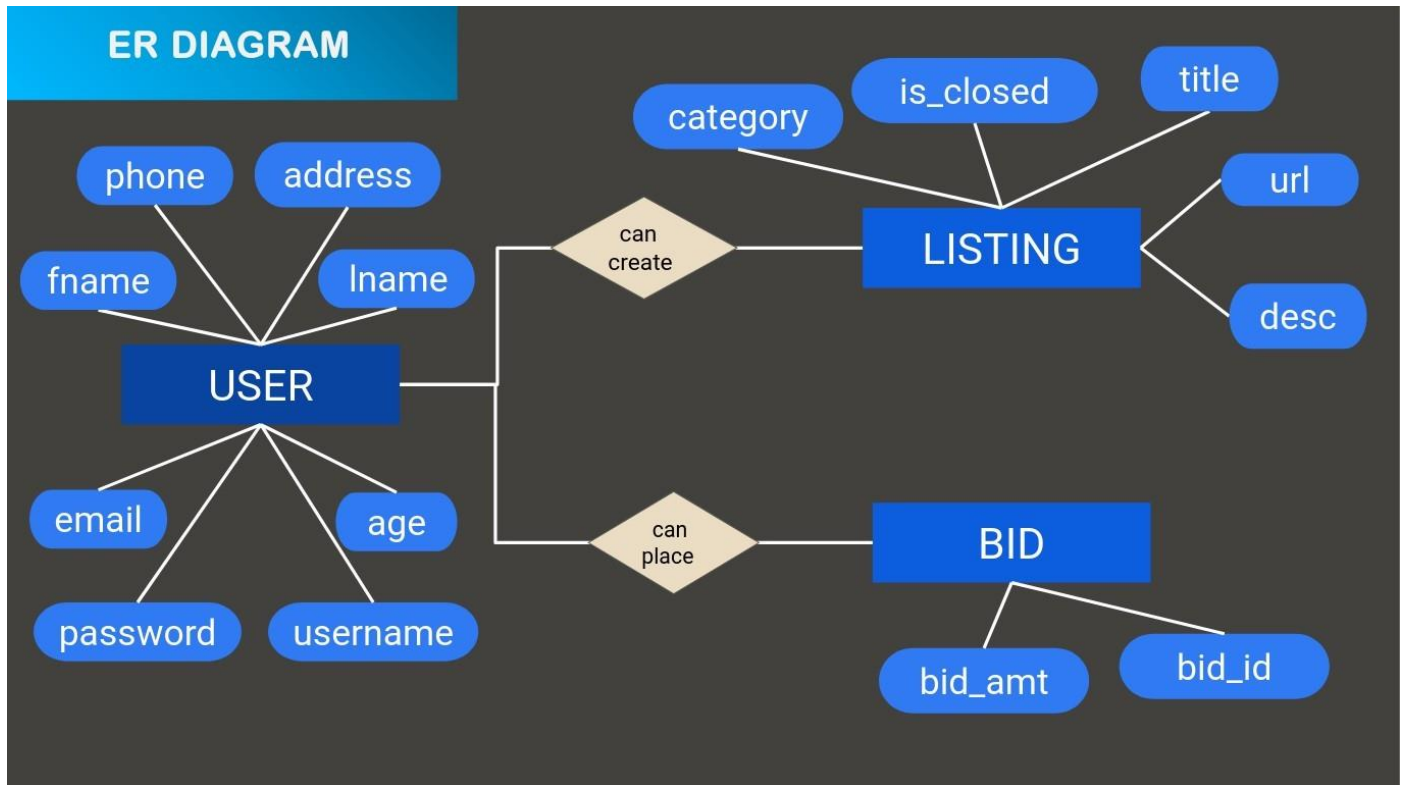 ER DIAGRAM
category
is_closed
title
phone
address
url
fname
lname
can
create
LISTING
desc
USER
email
age
can
place
BID
password
username
bid_amt
bid_id